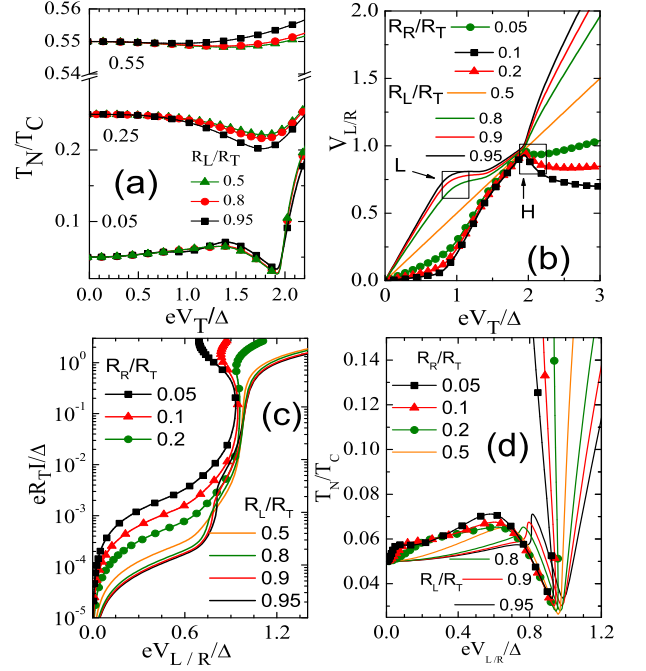 0.56
0.55
0.54
0.55
0.2
0.25
0.1
0.05
T_N/T_C
(a)
R_L/R_T
0.5
0.8
0.95
0.0 0.5 1.0 1.5 2.0
eV_T/Δ
2.0
1.5
1.0
0.5
0.0
V_L/R
R_R/R_T
0.05
0.1
0.2
R_L/R_T
0.5
0.8
0.9
0.95
L
H
(b)
0 1 2 3
eV_T/Δ
10^0
10^-1
10^-2
10^-3
10^-4
10^-5
eR_TI/Δ
R_R/R_T
0.05
0.1
0.2
(c)
R_L/R_T
0.5
0.8
0.9
0.95
0.0 0.4 0.8 1.2
eV_L/R/Δ
0.14
0.12
0.10
0.08
0.06
0.04
T_N/T_C
R_R/R_T
0.05
0.1
0.2
0.5
(d)
0.8
R_L/R_T
0.9
0.95
0.0 0.4 0.8 1.2
eV_L/R/Δ